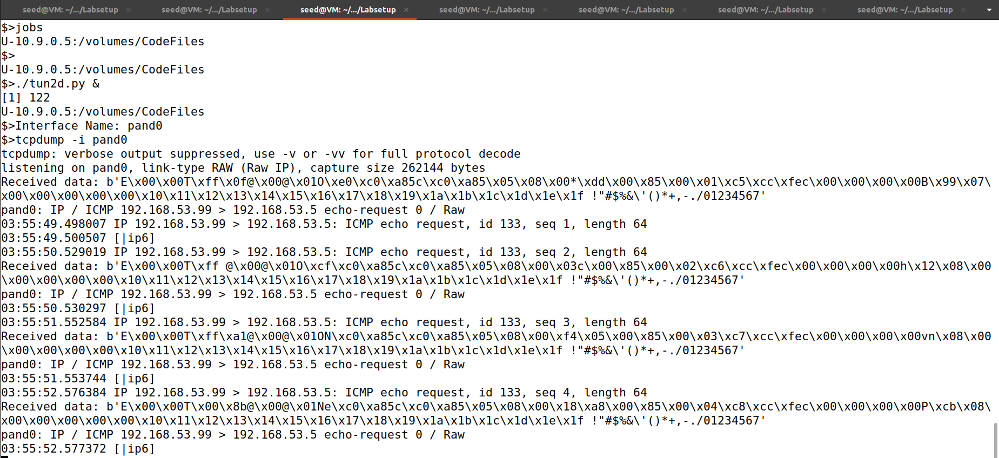 seed@VM: ~/.../Labsetup × seed@VM: ~/.../Labsetup × seed@VM: ~/.../Labsetup × seed@VM: ~/.../Labsetup × seed@VM: ~/.../Labsetup × seed@VM: ~/.../Labsetup × seed@VM: ~/.../Labsetup ×
$>jobs
U-10.9.0.5:/volumes/CodeFiles
$>
U-10.9.0.5:/volumes/CodeFiles
$>./tun2d.py &
[1] 122
U-10.9.0.5:/volumes/CodeFiles
$>Interface Name: pand0
$>tcpdump -i pand0
tcpdump: verbose output suppressed, use -v or -vv for full protocol decode
listening on pand0, link-type RAW (Raw IP), capture size 262144 bytes
Received data: b'E\x00\x00T\xff\x0f@\x00@\x01O\xe0\xc0\xa85c\xc0\xa85\x05\x08\x00*\xdd\x00\x85\x00\x01\xc5\xcc\xfec\x00\x00\x00\x00B\x99\x07\
x00\x00\x00\x00\x00\x10\x11\x12\x13\x14\x15\x16\x17\x18\x19\x1a\x1b\x1c\x1d\x1e\x1f !"#$%&\'()*+,-./01234567'
pand0: IP / ICMP 192.168.53.99 > 192.168.53.5 echo-request 0 / Raw
03:55:49.498007 IP 192.168.53.99 > 192.168.53.5: ICMP echo request, id 133, seq 1, length 64
03:55:49.500507 [|ip6]
03:55:50.529019 IP 192.168.53.99 > 192.168.53.5: ICMP echo request, id 133, seq 2, length 64
Received data: b'E\x00\x00T\xff @\x00@\x01O\xcf\xc0\xa85c\xc0\xa85\x05\x08\x00\x03c\x00\x85\x00\x02\xc6\xcc\xfec\x00\x00\x00\x00h\x12\x08\x00
\x00\x00\x00\x00\x10\x11\x12\x13\x14\x15\x16\x17\x18\x19\x1a\x1b\x1c\x1d\x1e\x1f !"#$%&\'()*+,-./01234567'
pand0: IP / ICMP 192.168.53.99 > 192.168.53.5 echo-request 0 / Raw
03:55:50.530297 [|ip6]
03:55:51.552584 IP 192.168.53.99 > 192.168.53.5: ICMP echo request, id 133, seq 3, length 64
Received data: b'E\x00\x00T\xff\xa1@\x00@\x01ON\xc0\xa85c\xc0\xa85\x05\x08\x00\xf4\x05\x00\x85\x00\x03\xc7\xcc\xfec\x00\x00\x00\x00vn\x08\x00
\x00\x00\x00\x00\x10\x11\x12\x13\x14\x15\x16\x17\x18\x19\x1a\x1b\x1c\x1d\x1e\x1f !"#$%&\'()*+,-./01234567'
pand0: IP / ICMP 192.168.53.99 > 192.168.53.5 echo-request 0 / Raw
03:55:51.553744 [|ip6]
03:55:52.576384 IP 192.168.53.99 > 192.168.53.5: ICMP echo request, id 133, seq 4, length 64
Received data: b'E\x00\x00T\x00\x8b@\x00@\x01Ne\xc0\xa85c\xc0\xa85\x05\x08\x00\x18\xa8\x00\x85\x00\x04\xc8\xcc\xfec\x00\x00\x00\x00P\xcb\x08\
x00\x00\x00\x00\x00\x10\x11\x12\x13\x14\x15\x16\x17\x18\x19\x1a\x1b\x1c\x1d\x1e\x1f !"#$%&\'()*+,-./01234567'
pand0: IP / ICMP 192.168.53.99 > 192.168.53.5 echo-request 0 / Raw
03:55:52.577372 [|ip6]